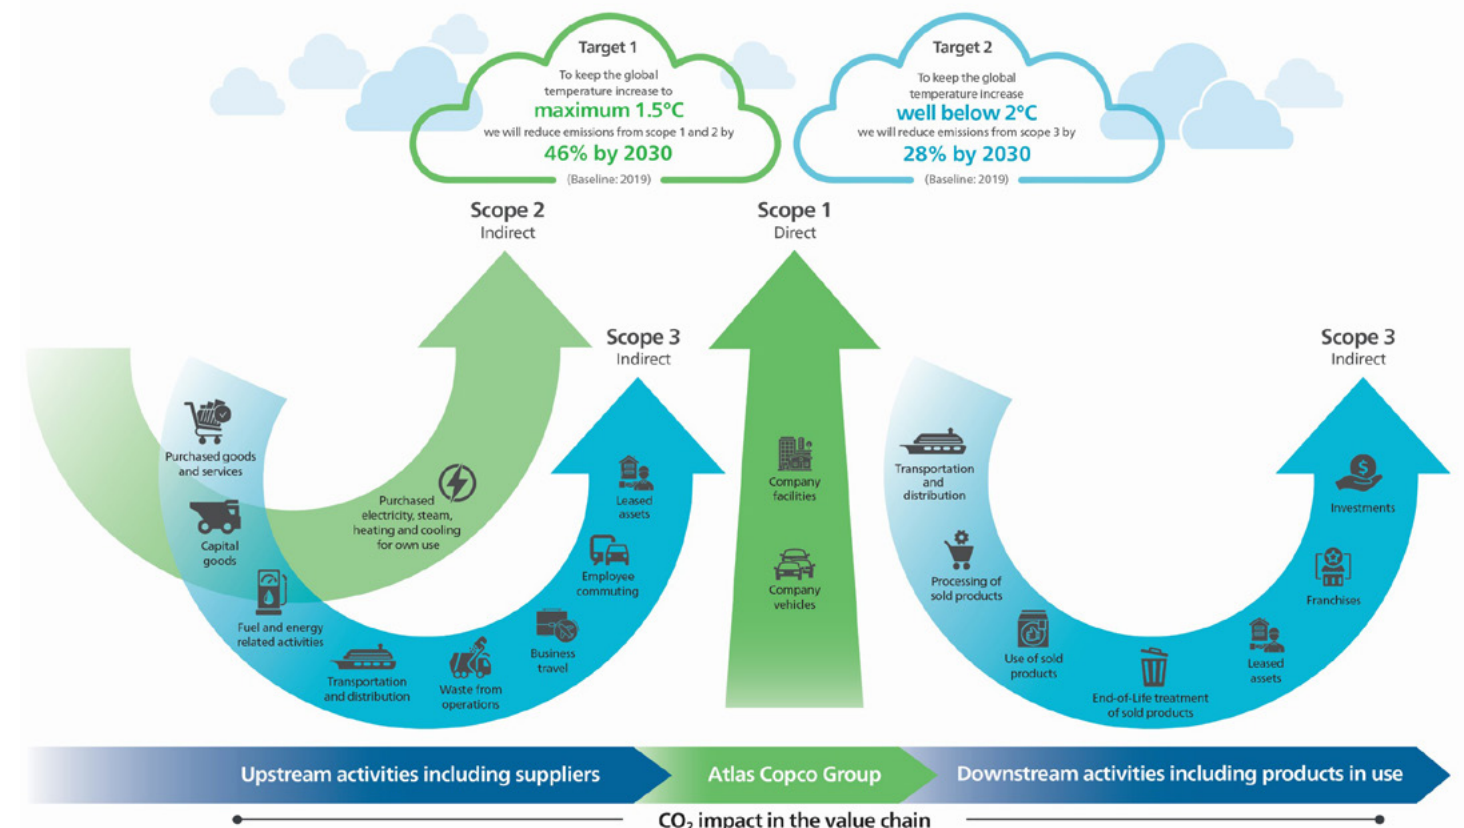 Target 1
To keep the global
temperature increase to
maximum 1.5°C
we will reduce emissions from scope 1 and 2 by
46% by 2030
(Baseline: 2019)
Target 2
To keep the global
temperature increase
well below 2°C
we will reduce emissions from scope 3 by
28% by 2030
(Baseline: 2019)
Scope 2
Indirect
Purchased
electricity, steam,
heating and cooling
for own use
Scope 3
Indirect
Purchased goods
and services
Capital
goods
Fuel and energy
related activities
Transportation
and distribution
Waste from
operations
Business
travel
Employee
commuting
Leased
assets
Scope 1
Direct
Company
facilities
Company
vehicles
Scope 3
Indirect
Transportation
and
distribution
Processing of
sold products
Use of sold
products
End-of-Life treatment
of sold products
Leased
assets
Franchises
Investments
Upstream activities including suppliers
Atlas Copco Group
Downstream activities including products in use
CO₂ impact in the value chain